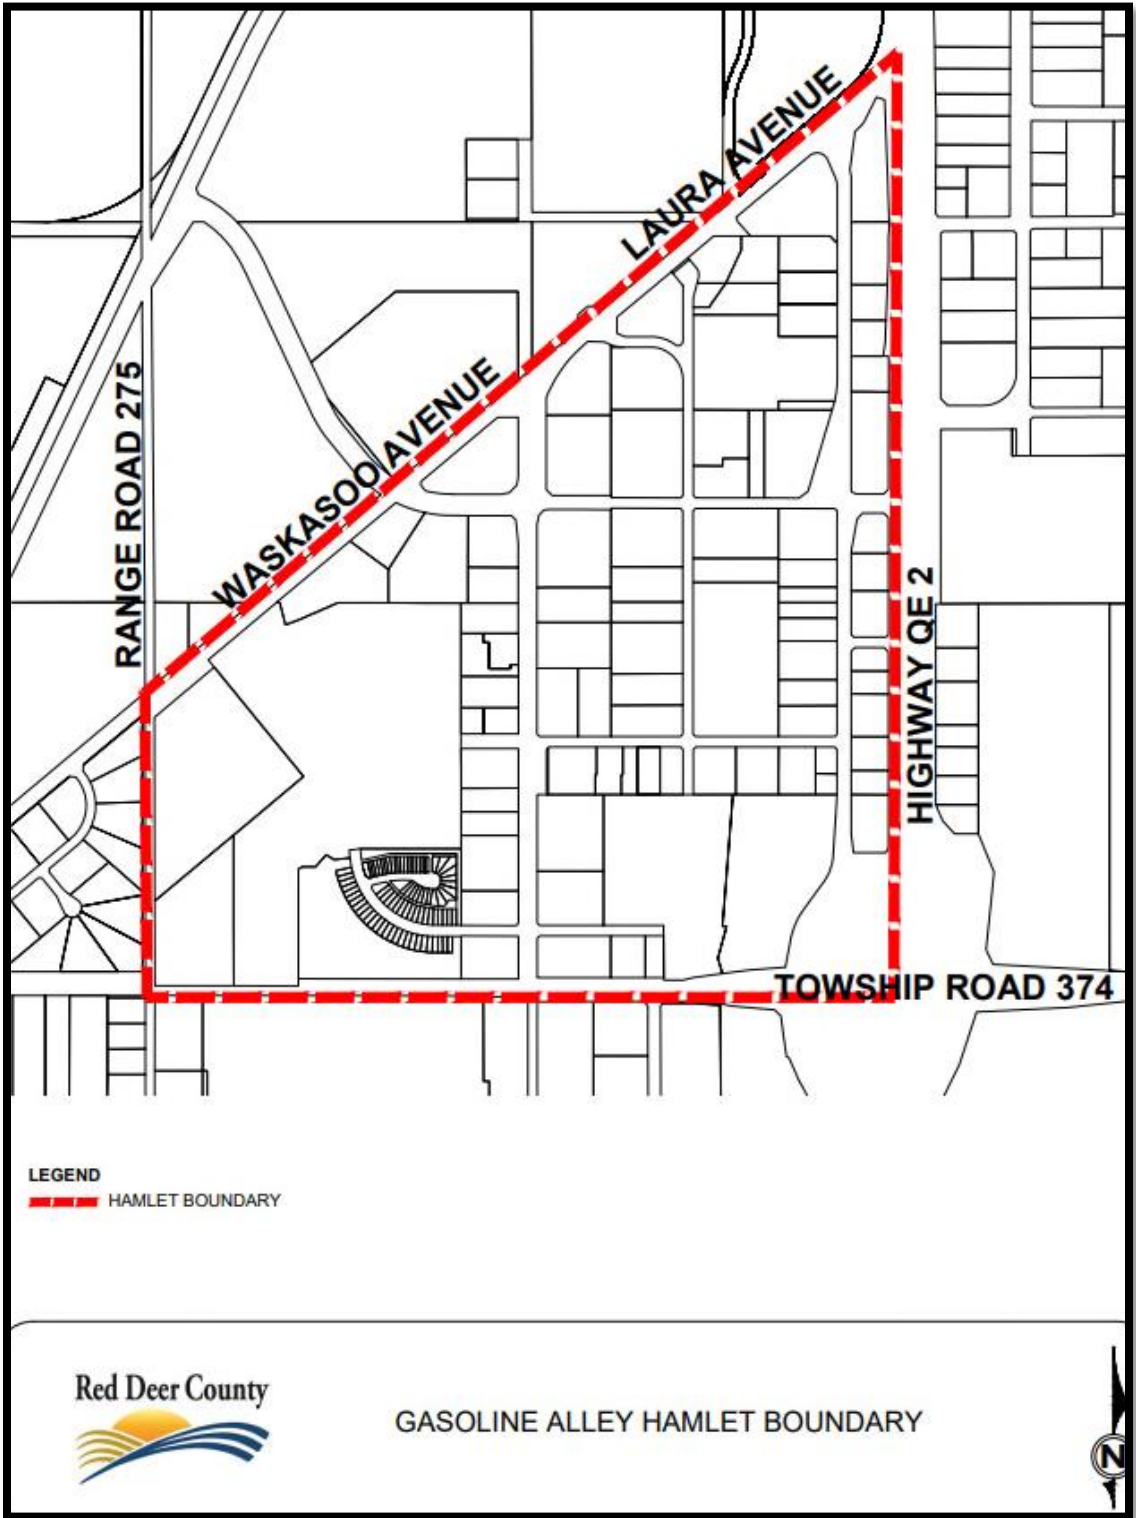 LAURA AVENUE
WASKASOO AVENUE
RANGE ROAD 275
HIGHWAY QE 2
TOWSHIP ROAD 374
LEGEND
HAMLET BOUNDARY
Red Deer County
GASOLINE ALLEY HAMLET BOUNDARY
N